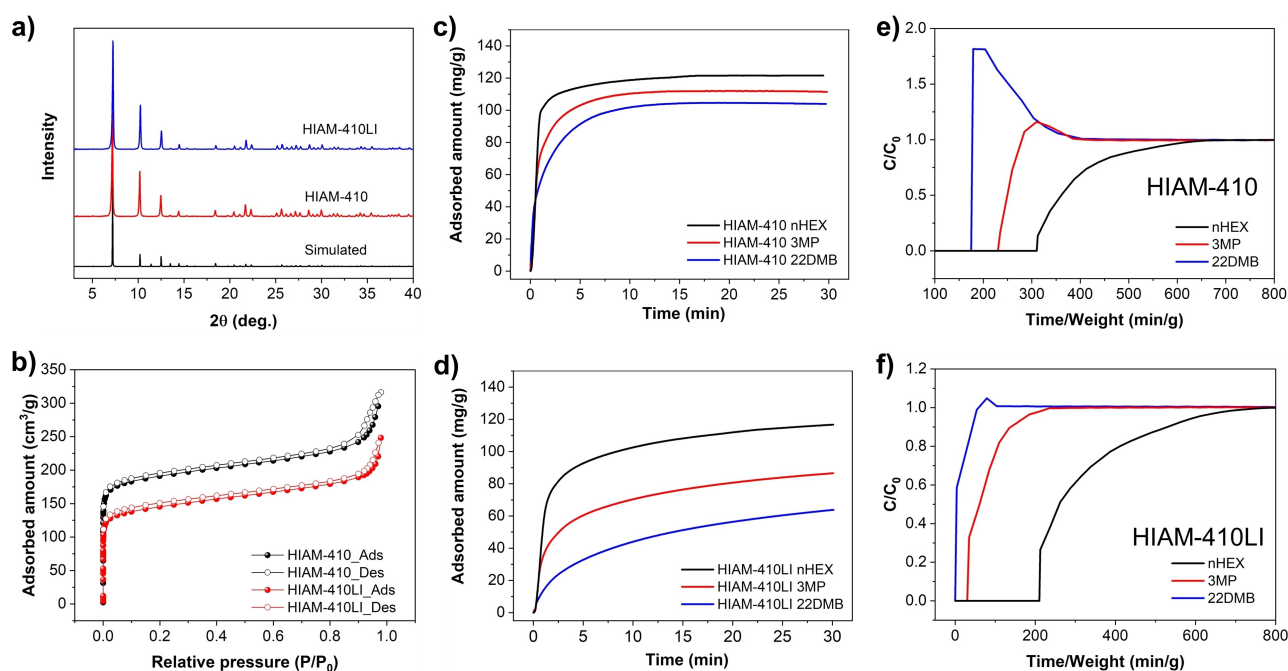 a)
Intensity
HIAM-410LI
HIAM-410
Simulated
5 10 15 20 25 30 35 40
2θ (deg.)
b)
Adsorbed amount (cm³/g)
350
300
250
200
150
100
50
0
HIAM-410_Ads
HIAM-410_Des
HIAM-410LI_Ads
HIAM-410LI_Des
0.0 0.2 0.4 0.6 0.8 1.0
Relative pressure (P/P₀)
c)
Adsorbed amount (mg/g)
140
120
100
80
60
40
20
0
HIAM-410 nHEX
HIAM-410 3MP
HIAM-410 22DMB
0 5 10 15 20 25 30
Time (min)
d)
Adsorbed amount (mg/g)
140
120
100
80
60
40
20
0
HIAM-410LI nHEX
HIAM-410LI 3MP
HIAM-410LI 22DMB
0 5 10 15 20 25 30
Time (min)
e)
C/C₀
2.0
1.5
1.0
0.5
0.0
HIAM-410
nHEX
3MP
22DMB
100 200 300 400 500 600 700 800
Time/Weight (min/g)
f)
C/C₀
1.0
0.8
0.6
0.4
0.2
0.0
HIAM-410LI
nHEX
3MP
22DMB
0 200 400 600 800
Time/Weight (min/g)